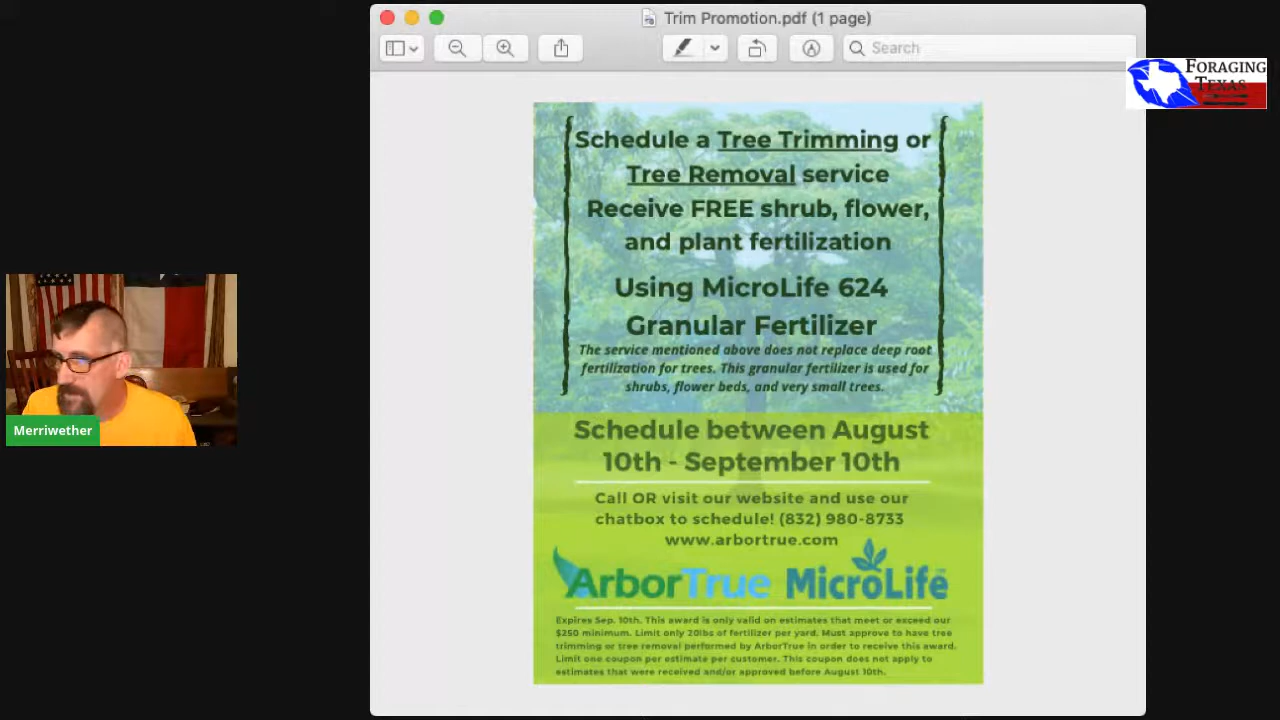 Trim Promotion.pdf (1 page)
Search
FORAGING
TEXAS
Schedule a Tree Trimming or
Tree Removal service
Receive FREE shrub, flower,
and plant fertilization
Using MicroLife 624
Granular Fertilizer
The service mentioned above does not replace deep root
fertilization for trees. This granular fertilizer is used for
shrubs, flower beds, and very small trees.
Schedule between August
10th - September 10th
Call OR visit our website and use our
chatbox to schedule! (832) 980-8733
www.arbortrue.com
ArborTrue MicroLife
Expires Sep. 10th. This award is only valid on estimates that meet or exceed our
$250 minimum. Limit only 20lbs of fertilizer per yard. Must approve to have tree
trimming or tree removal performed by ArborTrue in order to receive this award.
Limit one coupon per estimate per customer. This coupon does not apply to
estimates that were received and/or approved before August 10th.
Merriwether